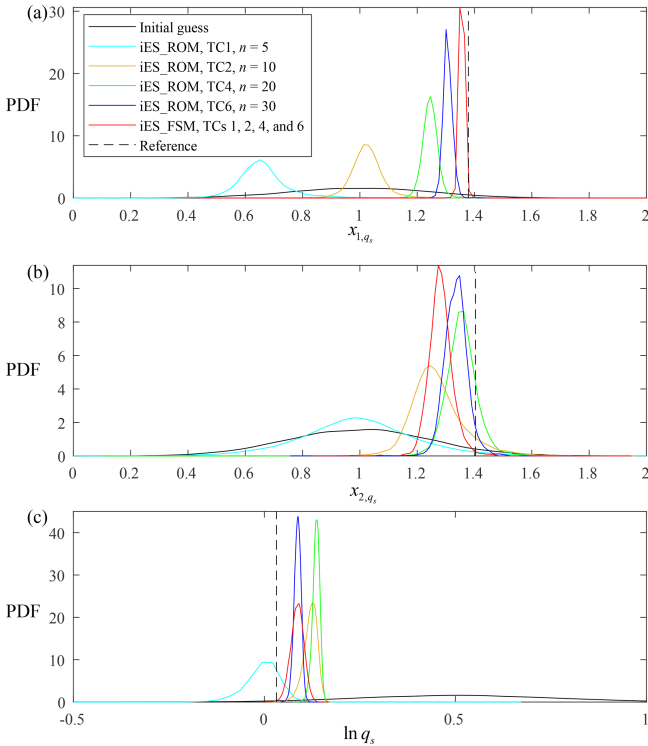 (a)
30
20
10
0
PDF
Initial guess
iES_ROM, TC1, n = 5
iES_ROM, TC2, n = 10
iES_ROM, TC4, n = 20
iES_ROM, TC6, n = 30
iES_FSM, TCs 1, 2, 4, and 6
Reference
0 0.2 0.4 0.6 0.8 1 1.2 1.4 1.6 1.8 2
x1,qs
(b)
10
8
6
4
2
0
PDF
0 0.2 0.4 0.6 0.8 1 1.2 1.4 1.6 1.8 2
x2,qs
(c)
40
30
20
10
0
PDF
-0.5 0 0.5 1
ln qs